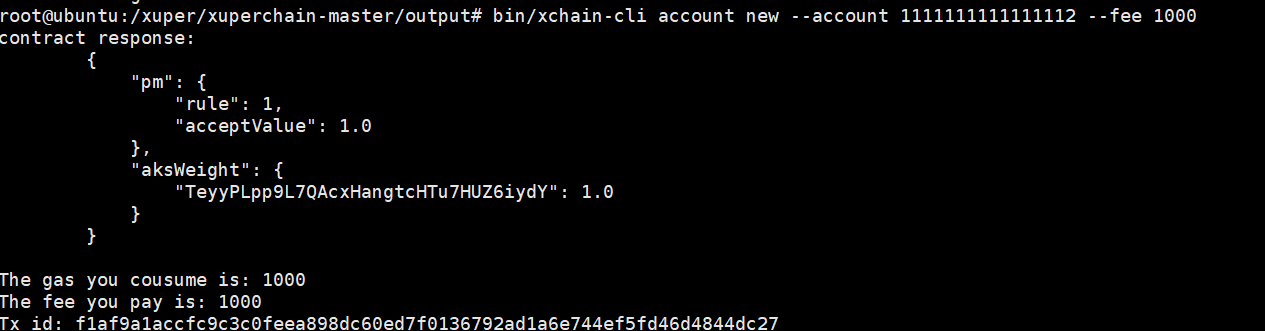 root@ubuntu:/xuper/xuperchain-master/output# bin/xchain-cli account new --account 1111111111111112 --fee 1000
contract response:
        {
            "pm": {
                "rule": 1,
                "acceptValue": 1.0
            },
            "aksWeight": {
                "TeyyPLpp9L7QAcxHangtcHTu7HUZ6iydY": 1.0
            }
        }

The gas you cousume is: 1000
The fee you pay is: 1000
Tx id: f1af9a1accfc9c3c0feea898dc60ed7f0136792ad1a6e744ef5fd46d4844dc27